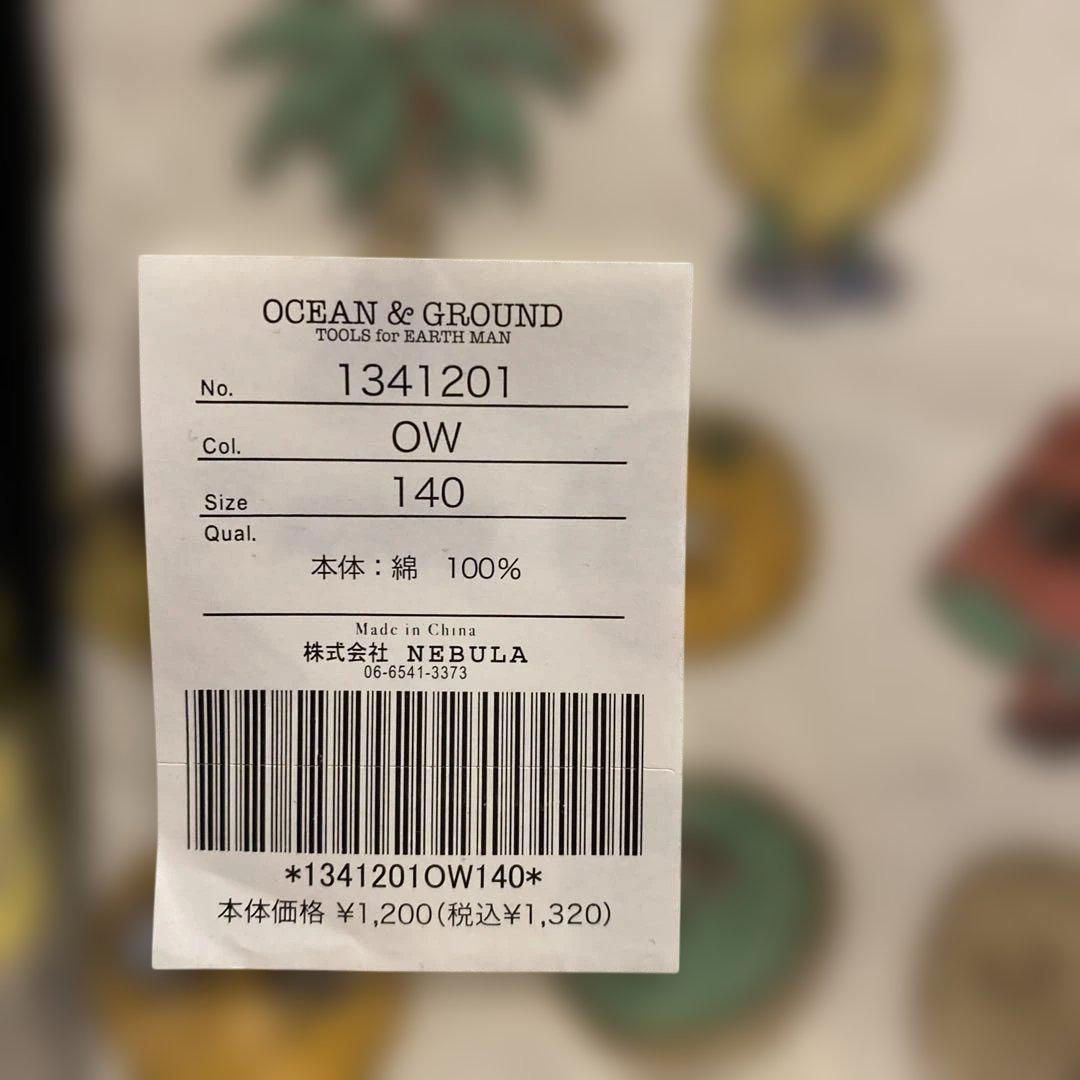 OCEAN & GROUND
TOOLS for EARTH MAN
No. 1341201
Col. OW
Size 140
Qual.
本体：綿 100%
Made in China
株式会社 NEBULA
06-6541-3373
*1341201OW140*
本体価格 ¥1,200(税込¥1,320)